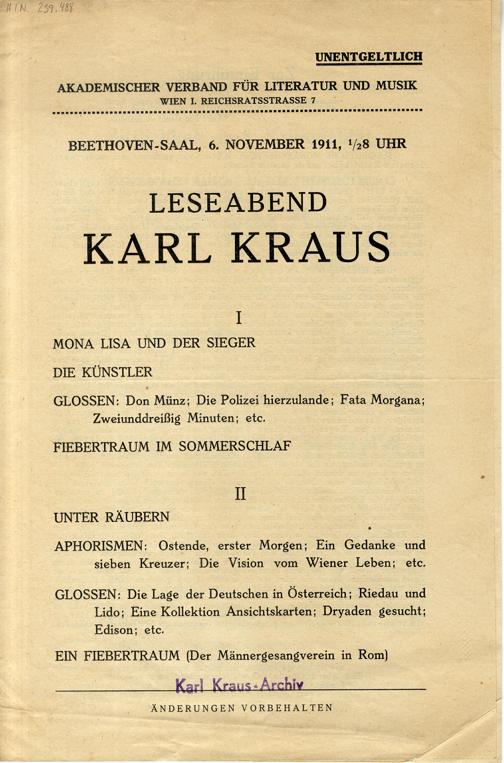 HIN. 239.488
UNENTGELTLICH
AKADEMISCHER VERBAND FÜR LITERATUR UND MUSIK
WIEN I. REICHSRATSSTRASSE 7
BEETHOVEN-SAAL, 6. NOVEMBER 1911, ½8 UHR
LESEABEND
KARL KRAUS
I
MONA LISA UND DER SIEGER
DIE KÜNSTLER
GLOSSEN: Don Münz; Die Polizei hierzulande; Fata Morgana;
Zweiunddreißig Minuten; etc.
FIEBERTRAUM IM SOMMERSCHLAF
II
UNTER RÄUBERN
APHORISMEN: Ostende, erster Morgen; Ein Gedanke und
sieben Kreuzer; Die Vision vom Wiener Leben; etc.
GLOSSEN: Die Lage der Deutschen in Österreich; Riedau und
Lido; Eine Kollektion Ansichtskarten; Dryaden gesucht;
Edison; etc.
EIN FIEBERTRAUM (Der Männergesangverein in Rom)
Karl Kraus-Archiv
ÄNDERUNGEN VORBEHALTEN